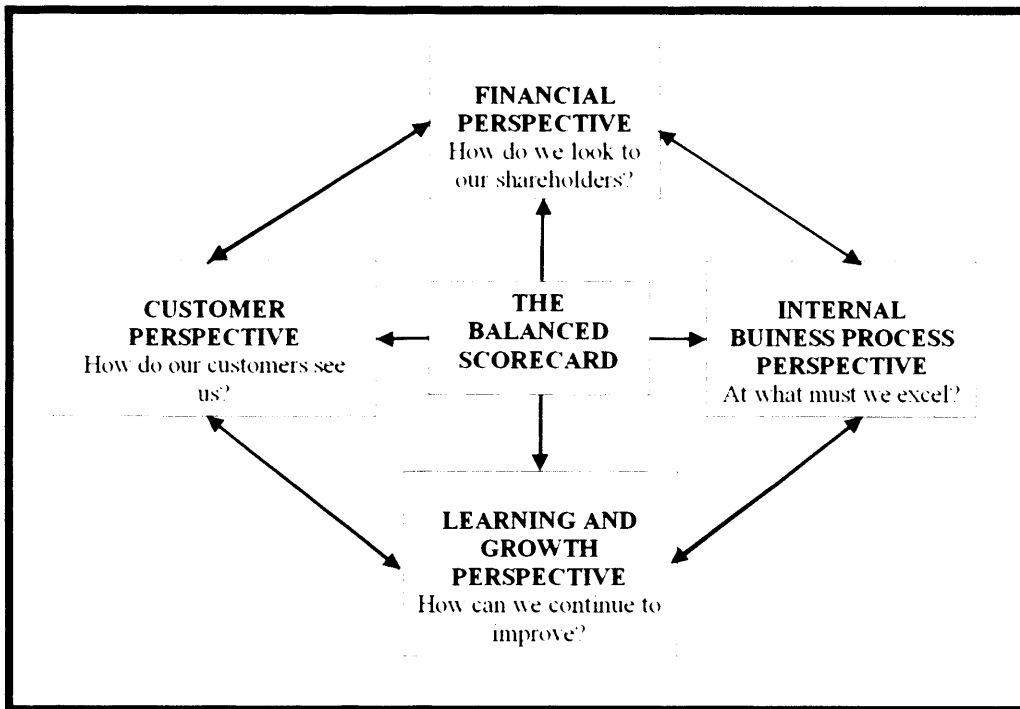 FINANCIAL
PERSPECTIVE
How do we look to
our shareholders?
CUSTOMER
PERSPECTIVE
How do our customers see
us?
THE
BALANCED
SCORECARD
INTERNAL
BUINESS PROCESS
PERSPECTIVE
At what must we excel?
LEARNING AND
GROWTH
PERSPECTIVE
How can we continue to
improve?